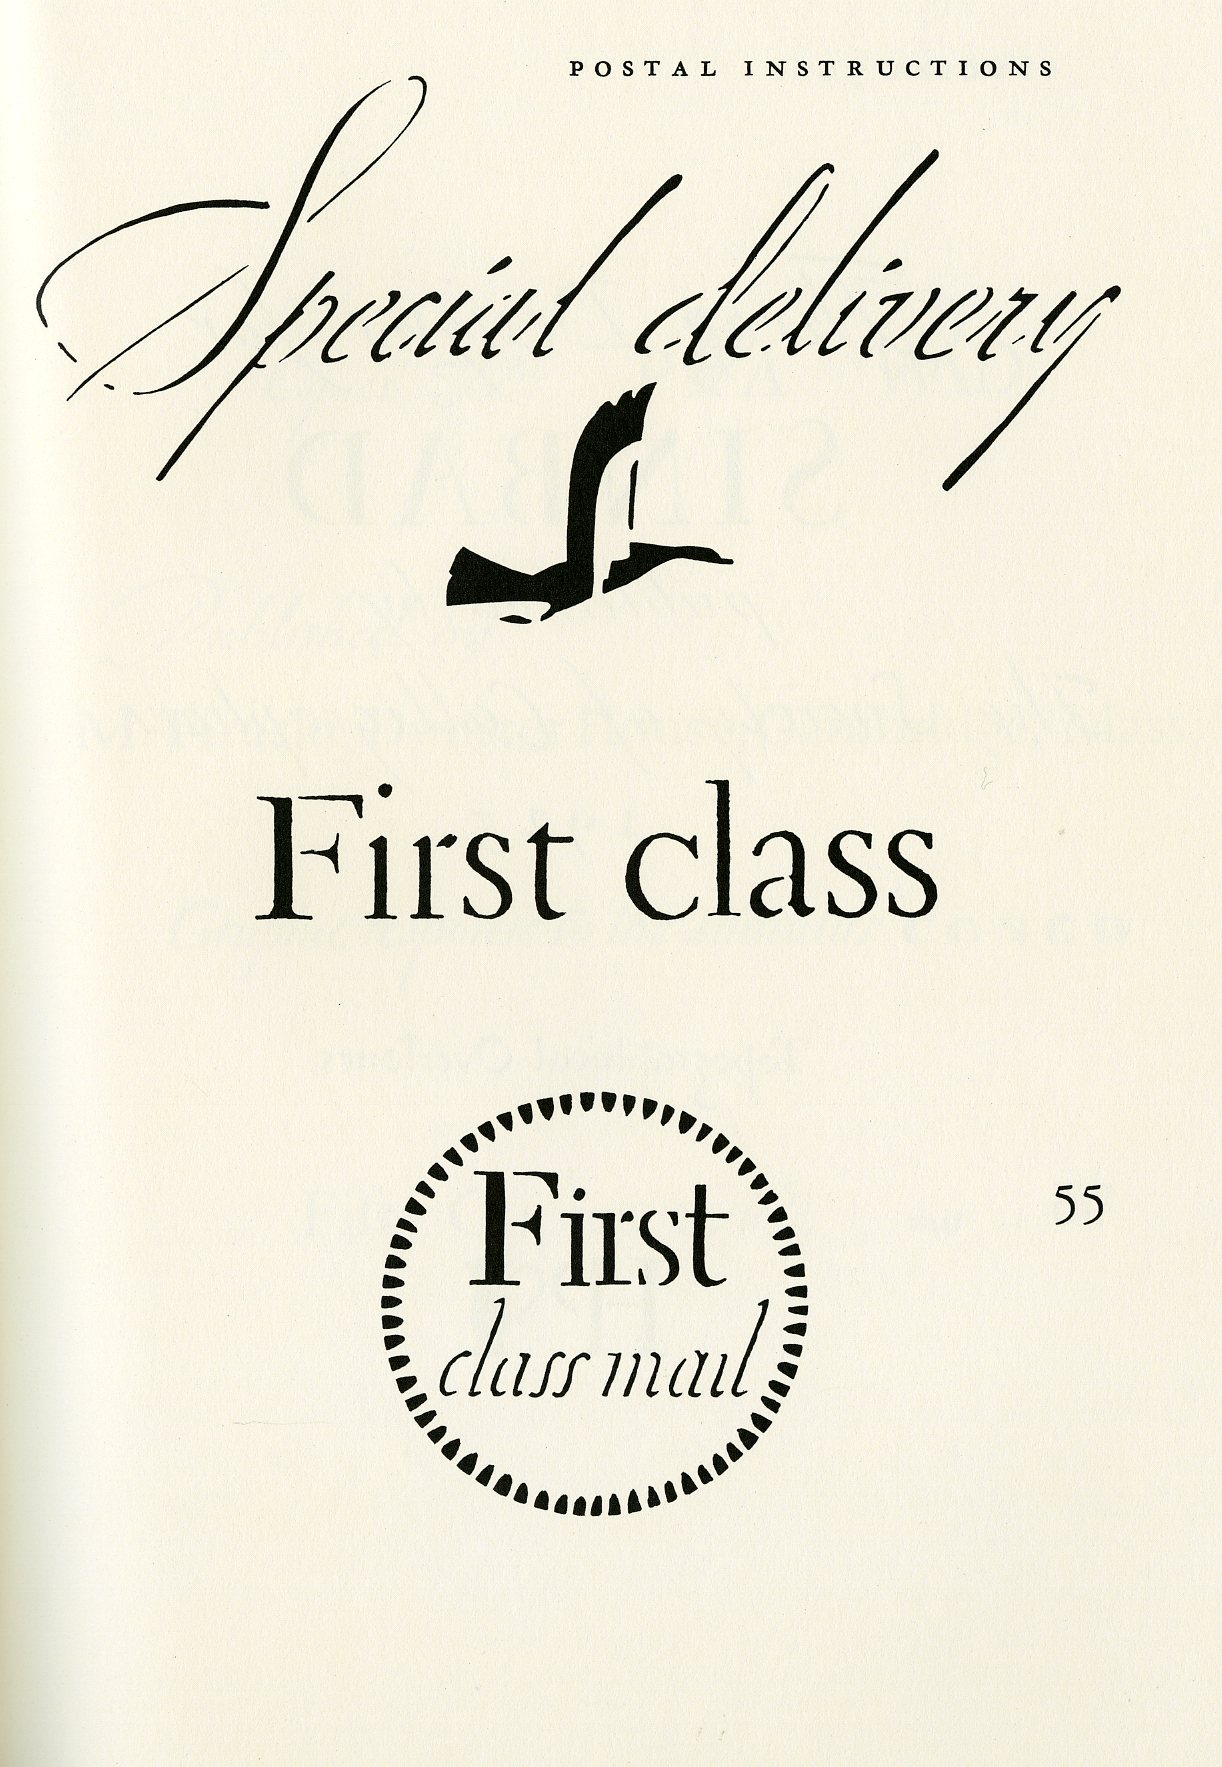 POSTAL INSTRUCTIONS
Special delivery
First class
First
class mail
55